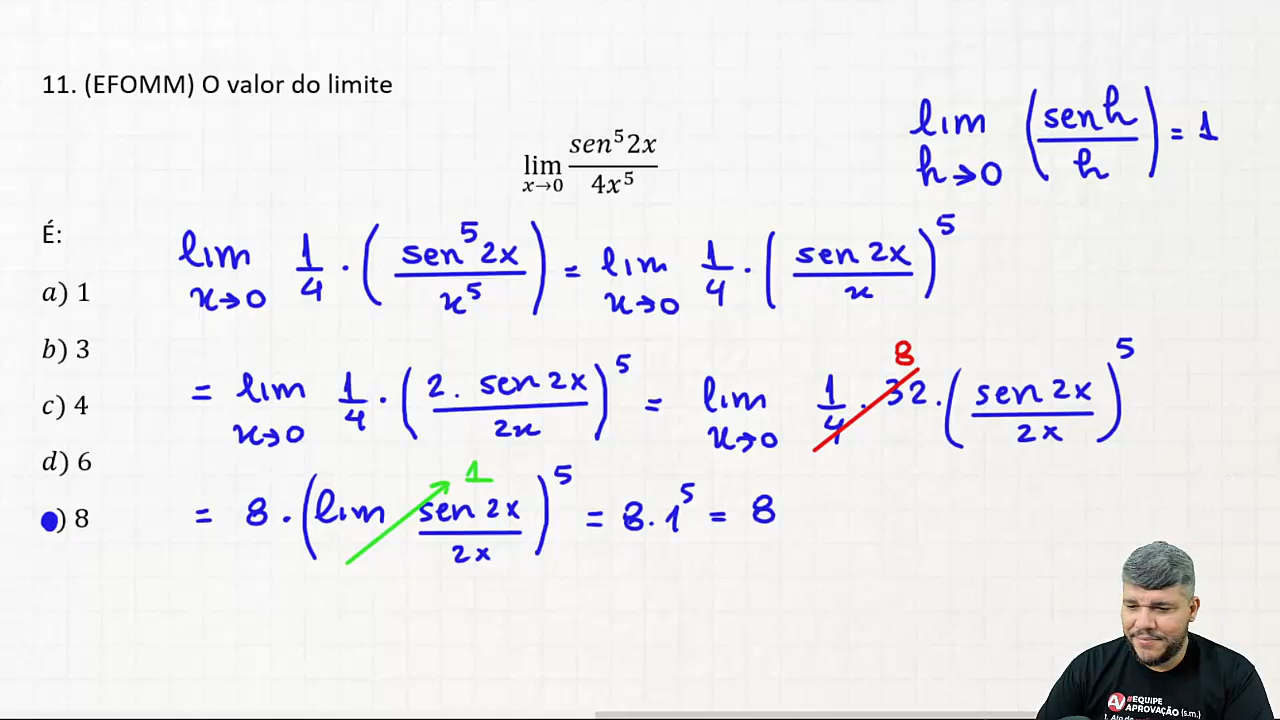 11. (EFOMM) O valor do limite
lim x→0 sen⁵2x / 4x⁵
lim h→0 (sen h / h) = 1
É:
lim x→0 1/4 · (sen⁵2x / x⁵) = lim x→0 1/4 · (sen 2x / x)⁵
a) 1
b) 3
= lim x→0 1/4 · (2. sen 2x / 2x)⁵ = lim x→0 1/4 · 32 · (sen 2x / 2x)⁵
8
c) 4
d) 6
= 8 · (lim sen 2x / 2x)⁵ = 8 · 1⁵ = 8
1
) 8
#EQUIPE
APROVAÇÃO (s.m.)